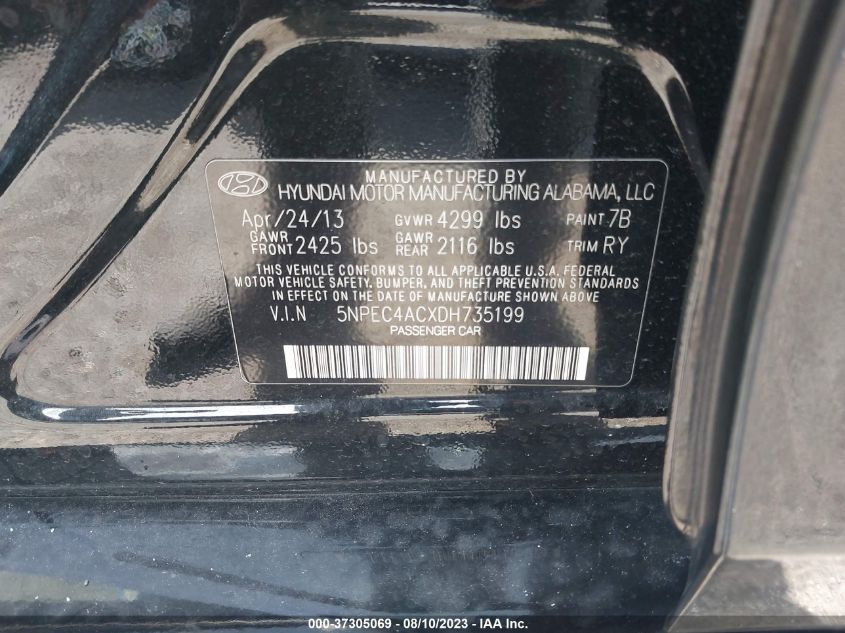 MANUFACTURED BY
HYUNDAI MOTOR MANUFACTURING ALABAMA, LLC
Apr/24/13 GVWR 4299 lbs PAINT 7B
GAWR FRONT 2425 lbs GAWR REAR 2116 lbs TRIM RY
THIS VEHICLE CONFORMS TO ALL APPLICABLE U.S.A. FEDERAL
MOTOR VEHICLE SAFETY, BUMPER, AND THEFT PREVENTION STANDARDS
IN EFFECT ON THE DATE OF MANUFACTURE SHOWN ABOVE
V.I.N 5NPEC4ACXDH735199
PASSENGER CAR
000-37305069 - 08/10/2023 - #EXTERNAL